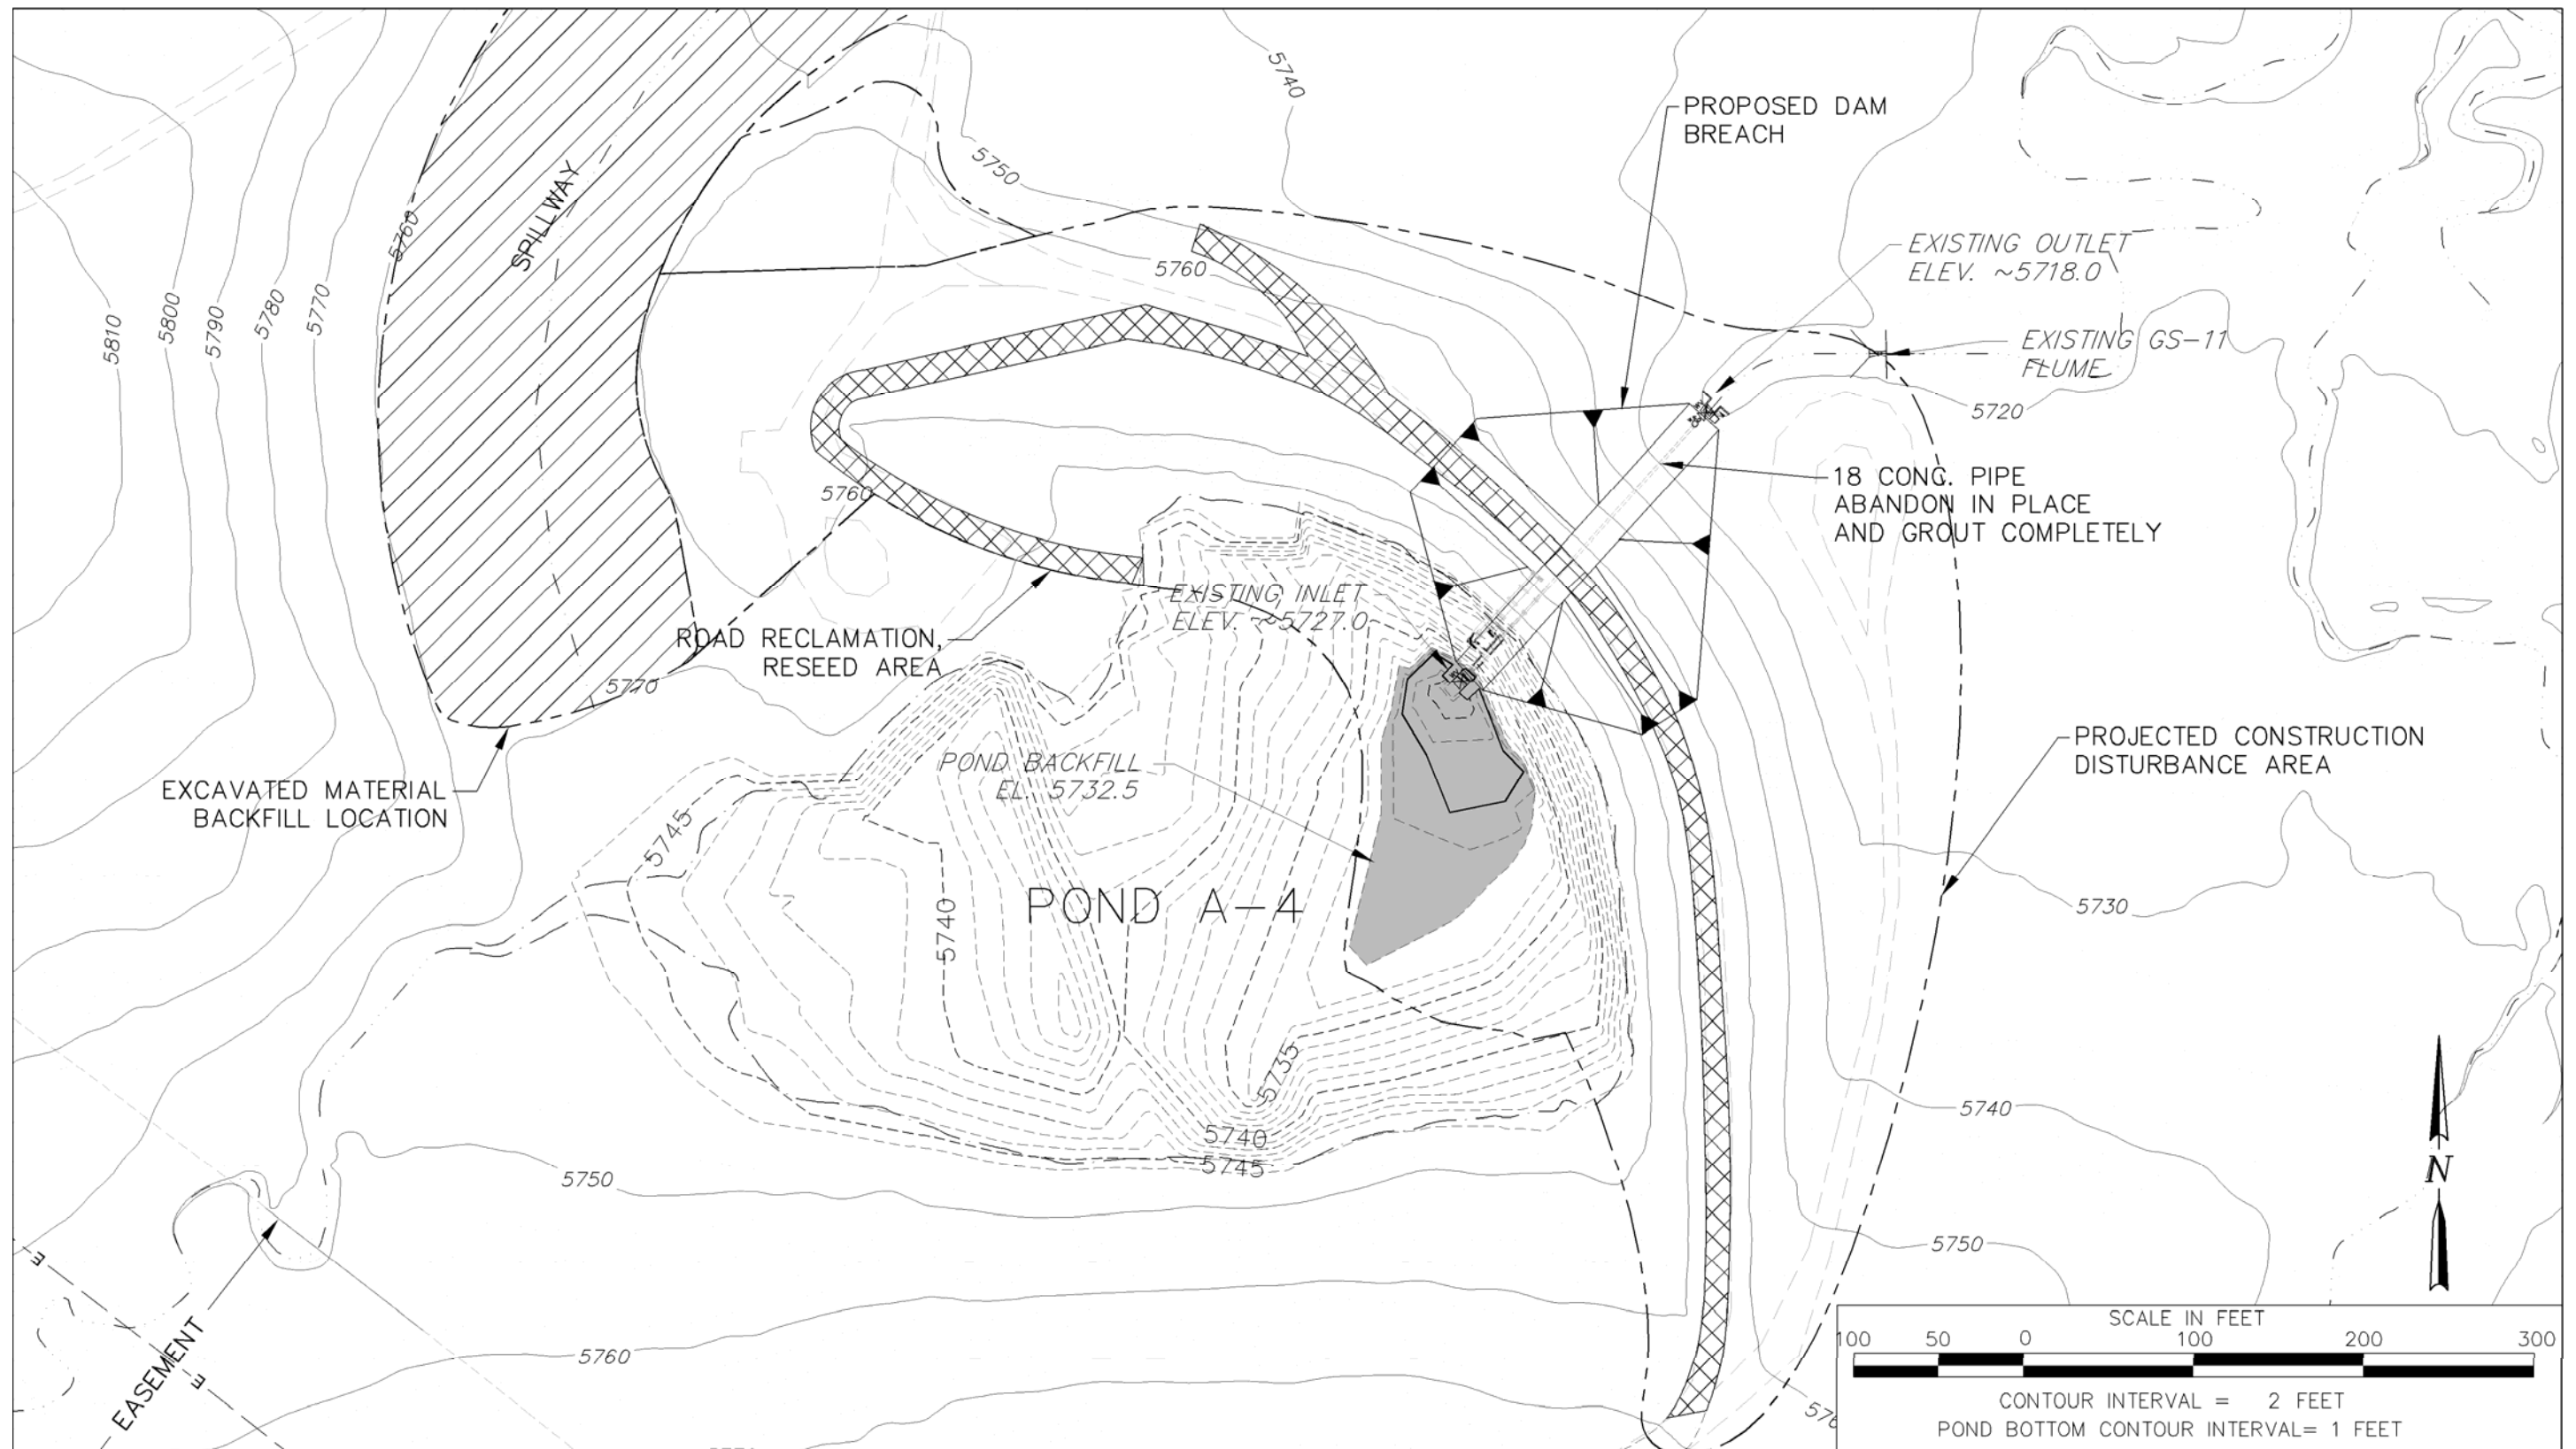 5740
PROPOSED DAM
BREACH
5750
SPILLWAY
5760
EXISTING OUTLET
ELEV. ~5718.0
5760
5810
5800
5790
5780
5770
EXISTING GS-11
FLUME
5720
18 CONC. PIPE
ABANDON IN PLACE
AND GROUT COMPLETELY
5760
EXISTING INLET
ELEV. ~5727.0
ROAD RECLAMATION,
RESEED AREA
5770
PROJECTED CONSTRUCTION
DISTURBANCE AREA
POND BACKFILL
EL. 5732.5
EXCAVATED MATERIAL
BACKFILL LOCATION
5745
POND A-4
5740
5730
5735
5740
5740
5745
5750
N
5750
E
EASEMENT
E
5760
SCALE IN FEET
100 50 0 100 200 300
CONTOUR INTERVAL = 2 FEET
POND BOTTOM CONTOUR INTERVAL= 1 FEET